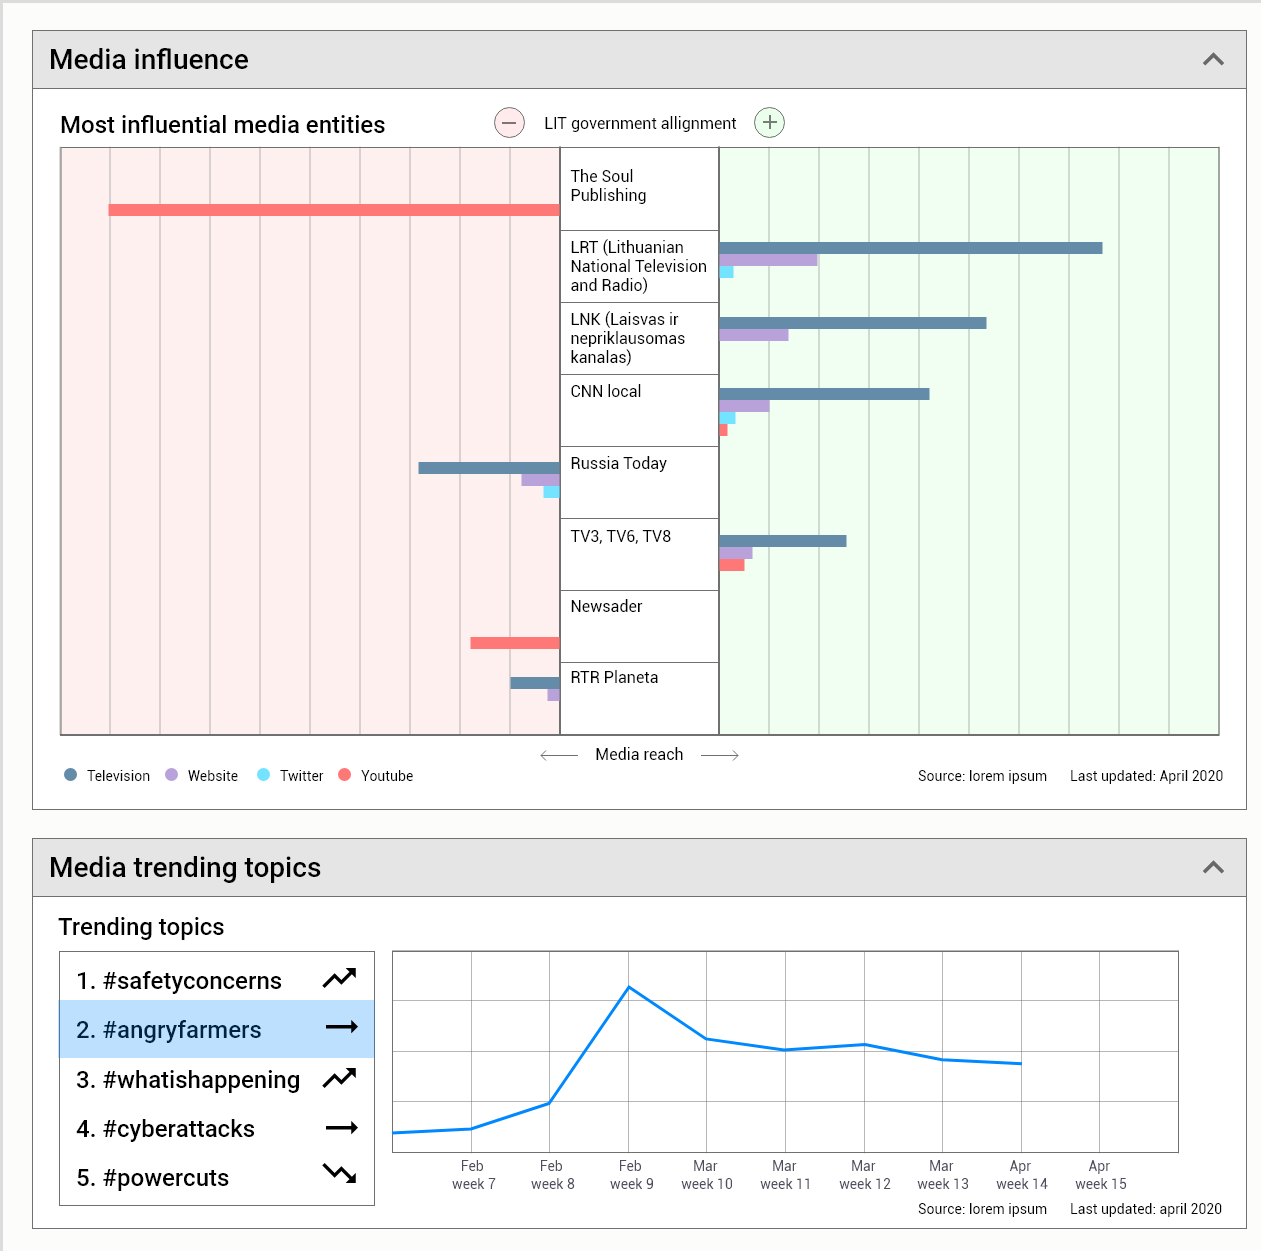 Media influence
Most influential media entities
LIT government allignment
The Soul
Publishing
LRT (Lithuanian
National Television
and Radio)
LNK (Laisvas ir
nepriklausomas
kanalas)
CNN local
Russia Today
TV3, TV6, TV8
Newsader
RTR Planeta
Media reach
Television Website Twitter Youtube
Source: lorem ipsum Last updated: April 2020
Media trending topics
Trending topics
1. #safetyconcerns
2. #angryfarmers
3. #whatishappening
4. #cyberattacks
5. #powercuts
Feb Feb Feb Mar Mar Mar Mar Apr Apr
week 7 week 8 week 9 week 10 week 11 week 12 week 13 week 14 week 15
Source: lorem ipsum Last updated: april 2020